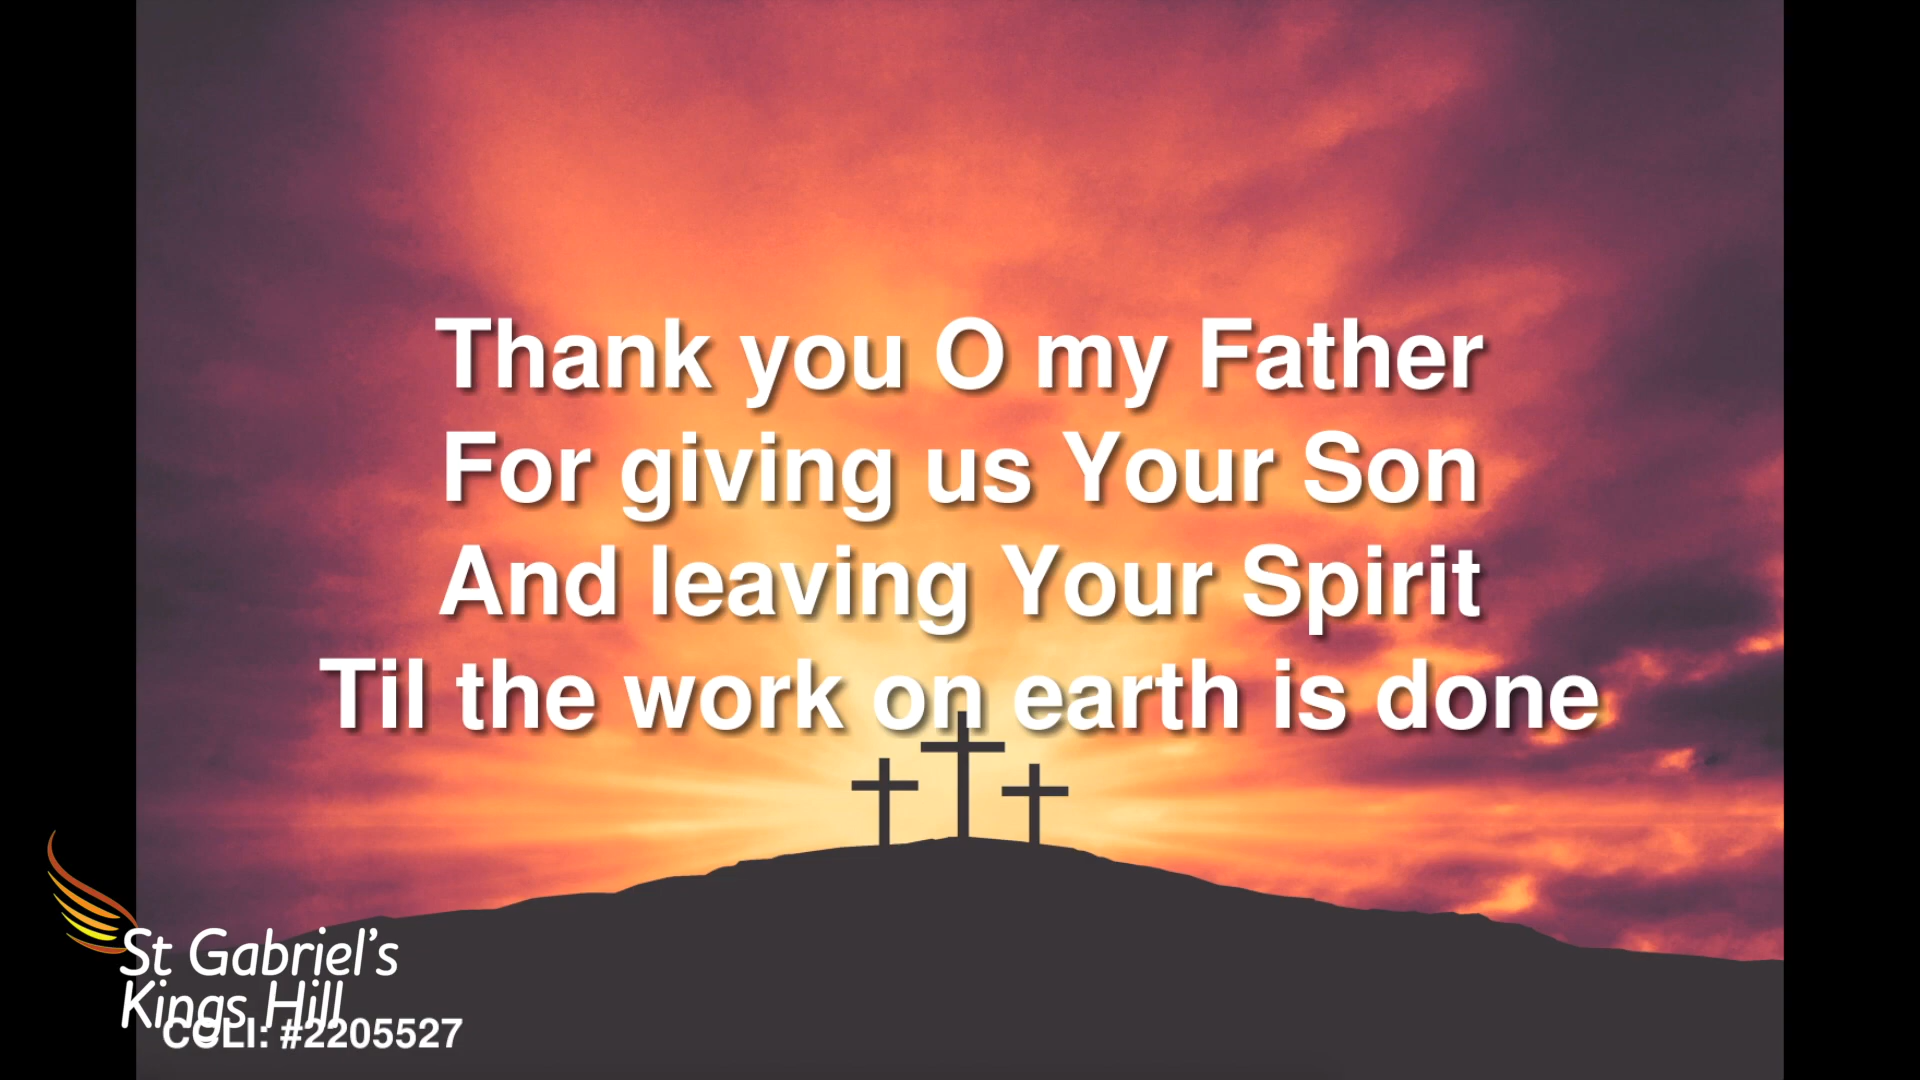 Thank you O my Father
For giving us Your Son
And leaving Your Spirit
Til the work on earth is done
St Gabriel's
Kings Hill
CCLI: #2205527